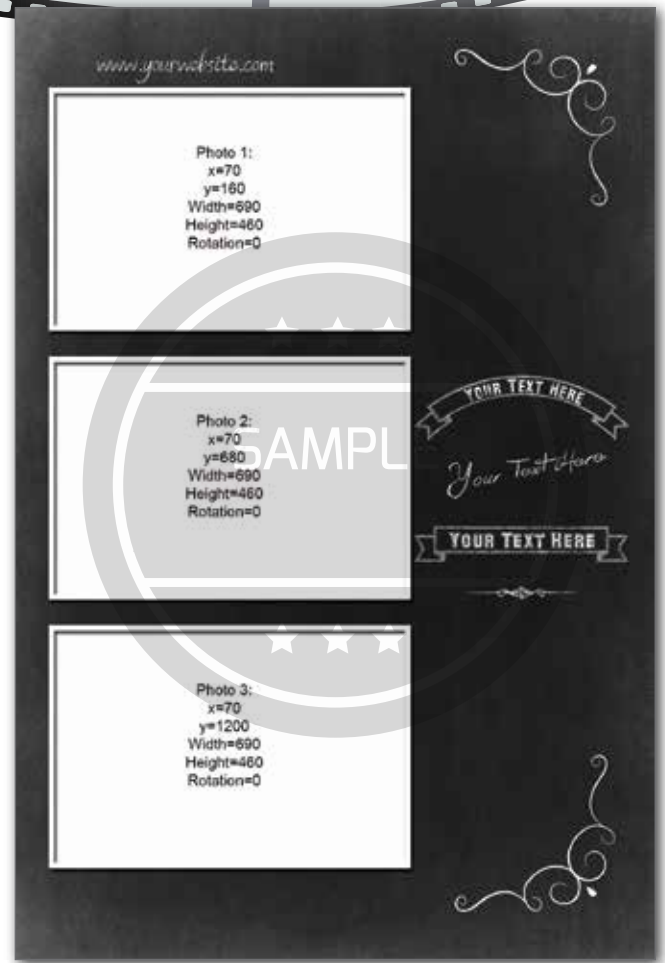 www.yourwebsite.com
Photo 1:
x=70
y=160
Width=690
Height=460
Rotation=0
Photo 2:
x=70
y=680
Width=690
Height=460
Rotation=0
SAMPL
Photo 3:
x=70
y=1200
Width=690
Height=460
Rotation=0
YOUR TEXT HERE
Your Text Here
YOUR TEXT HERE